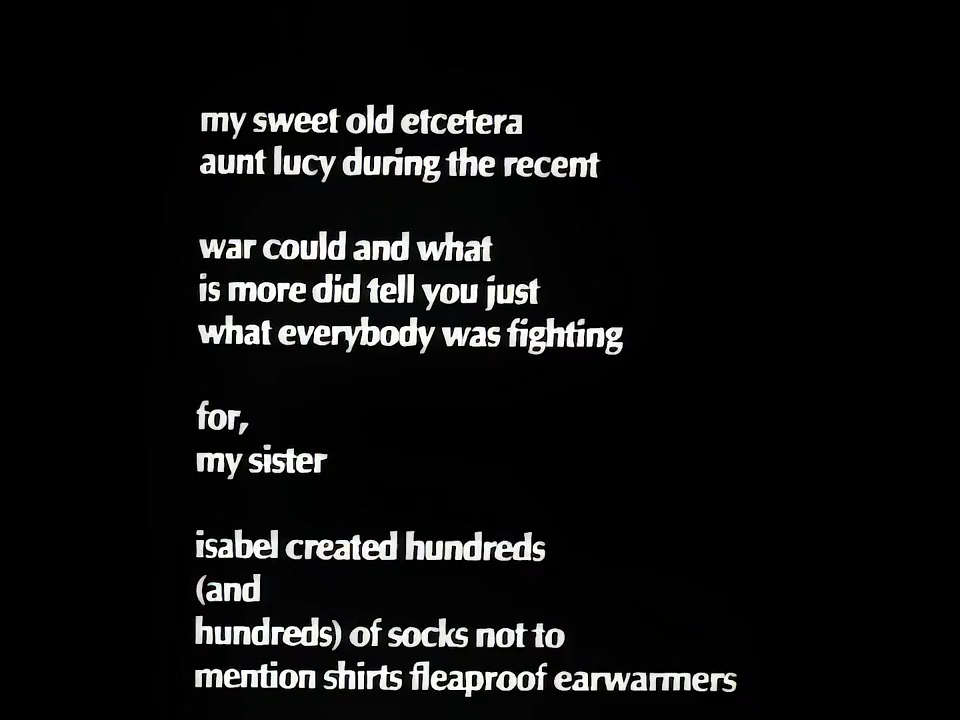 my sweet old etcetera
aunt lucy during the recent
war could and what
is more did tell you just
what everybody was fighting
for,
my sister
isabel created hundreds
(and
hundreds) of socks not to
mention shirts fleaproof earwarmers